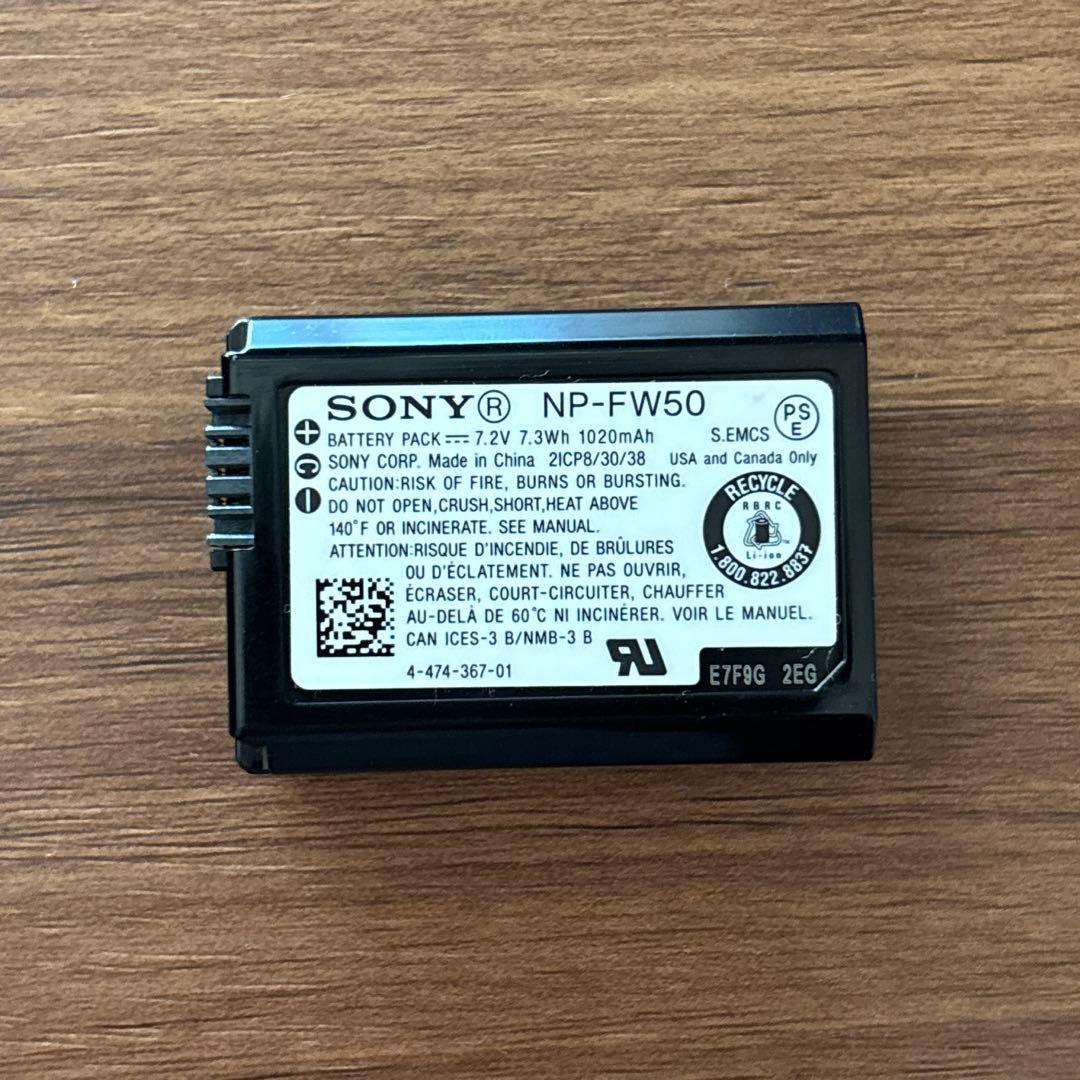 SONY® NP-FW50
BATTERY PACK ⎓ 7.2V 7.3Wh 1020mAh S.EMCS PSE
SONY CORP. Made in China 2ICP8/30/38 USA and Canada Only
CAUTION:RISK OF FIRE, BURNS OR BURSTING.
DO NOT OPEN,CRUSH,SHORT,HEAT ABOVE
140°F OR INCINERATE. SEE MANUAL.
ATTENTION:RISQUE D'INCENDIE, DE BRÛLURES
OU D'ÉCLATEMENT. NE PAS OUVRIR,
ÉCRASER, COURT-CIRCUITER, CHAUFFER
AU-DELÀ DE 60°C NI INCINÉRER. VOIR LE MANUEL.
CAN ICES-3 B/NMB-3 B
4-474-367-01
+
C
-
RECYCLE
RBRC
Li-ion
1.800.822.8837
E7F9G 2EG